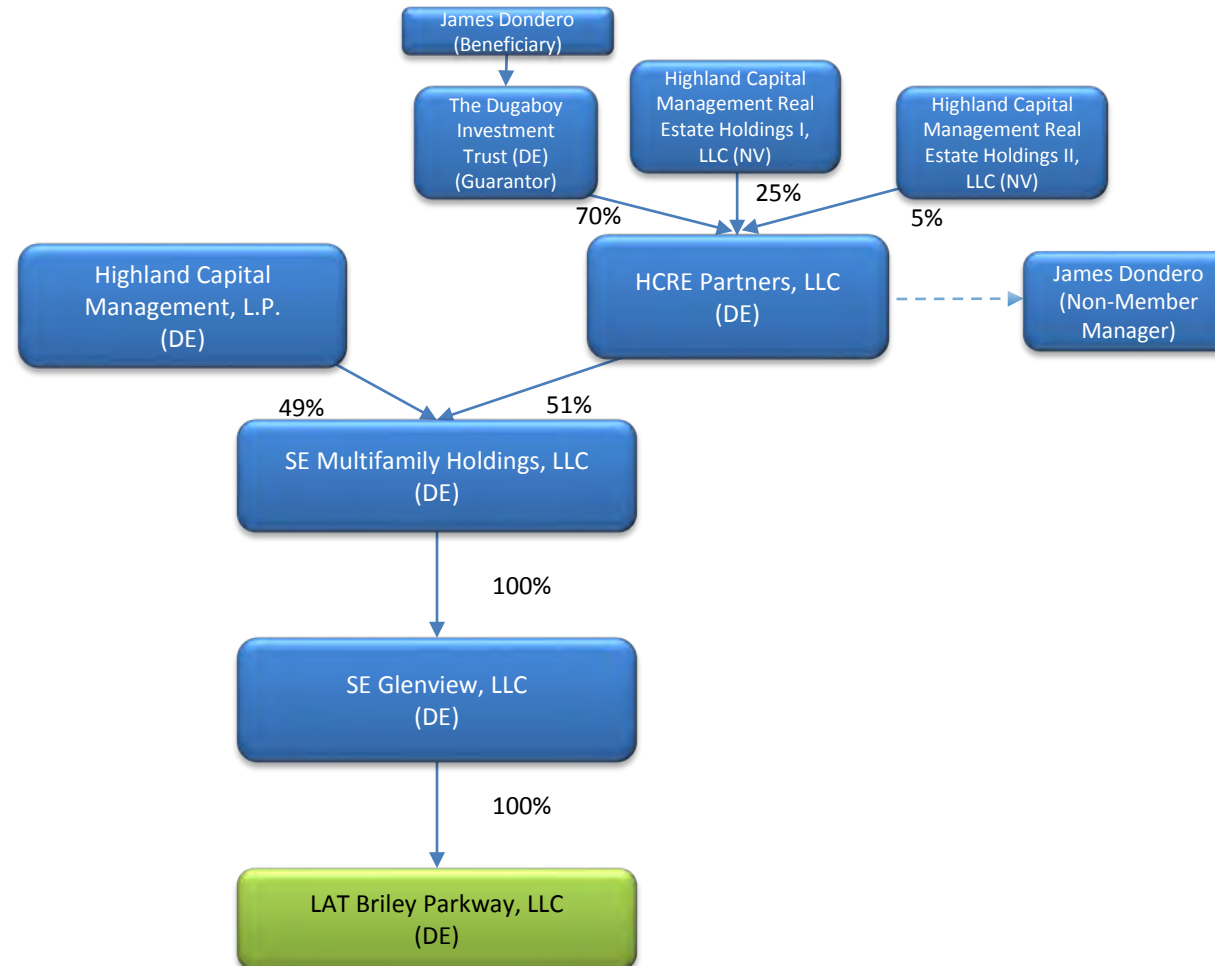 James Dondero
(Beneficiary)
The Dugaboy
Investment
Trust (DE)
(Guarantor)
Highland Capital
Management Real
Estate Holdings I,
LLC (NV)
Highland Capital
Management Real
Estate Holdings II,
LLC (NV)
70%
25%
5%
Highland Capital
Management, L.P.
(DE)
HCRE Partners, LLC
(DE)
James Dondero
(Non-Member
Manager)
49%
51%
SE Multifamily Holdings, LLC
(DE)
100%
SE Glenview, LLC
(DE)
100%
LAT Briley Parkway, LLC
(DE)